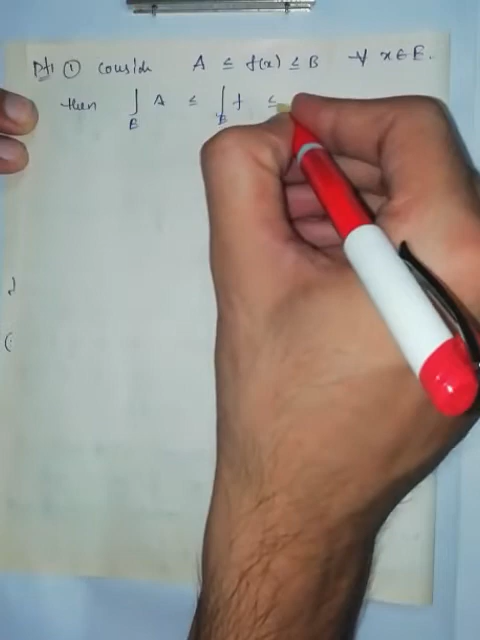 Pf: ① consider A ≤ f(x) ≤ B ∀ x∈E.
then ∫_E A ≤ ∫_E f ≤